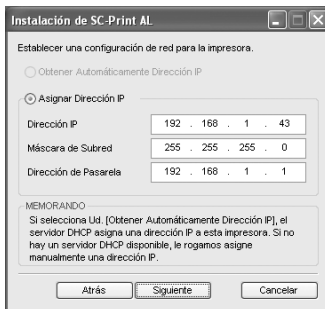 Instalación de SC-Print AL
Establecer una configuración de red para la impresora.
Obtener Automáticamente Dirección IP
Asignar Dirección IP
Dirección IP 192 . 168 . 1 . 43
Máscara de Subred 255 . 255 . 255 . 0
Dirección de Pasarela 192 . 168 . 1 . 1
MEMORANDO
Si selecciona Ud. [Obtener Automáticamente Dirección IP], el
servidor DHCP asigna una dirección IP a esta impresora. Si no
hay un servidor DHCP disponible, le rogamos asigne
manualmente una dirección IP.
Atrás Siguiente Cancelar